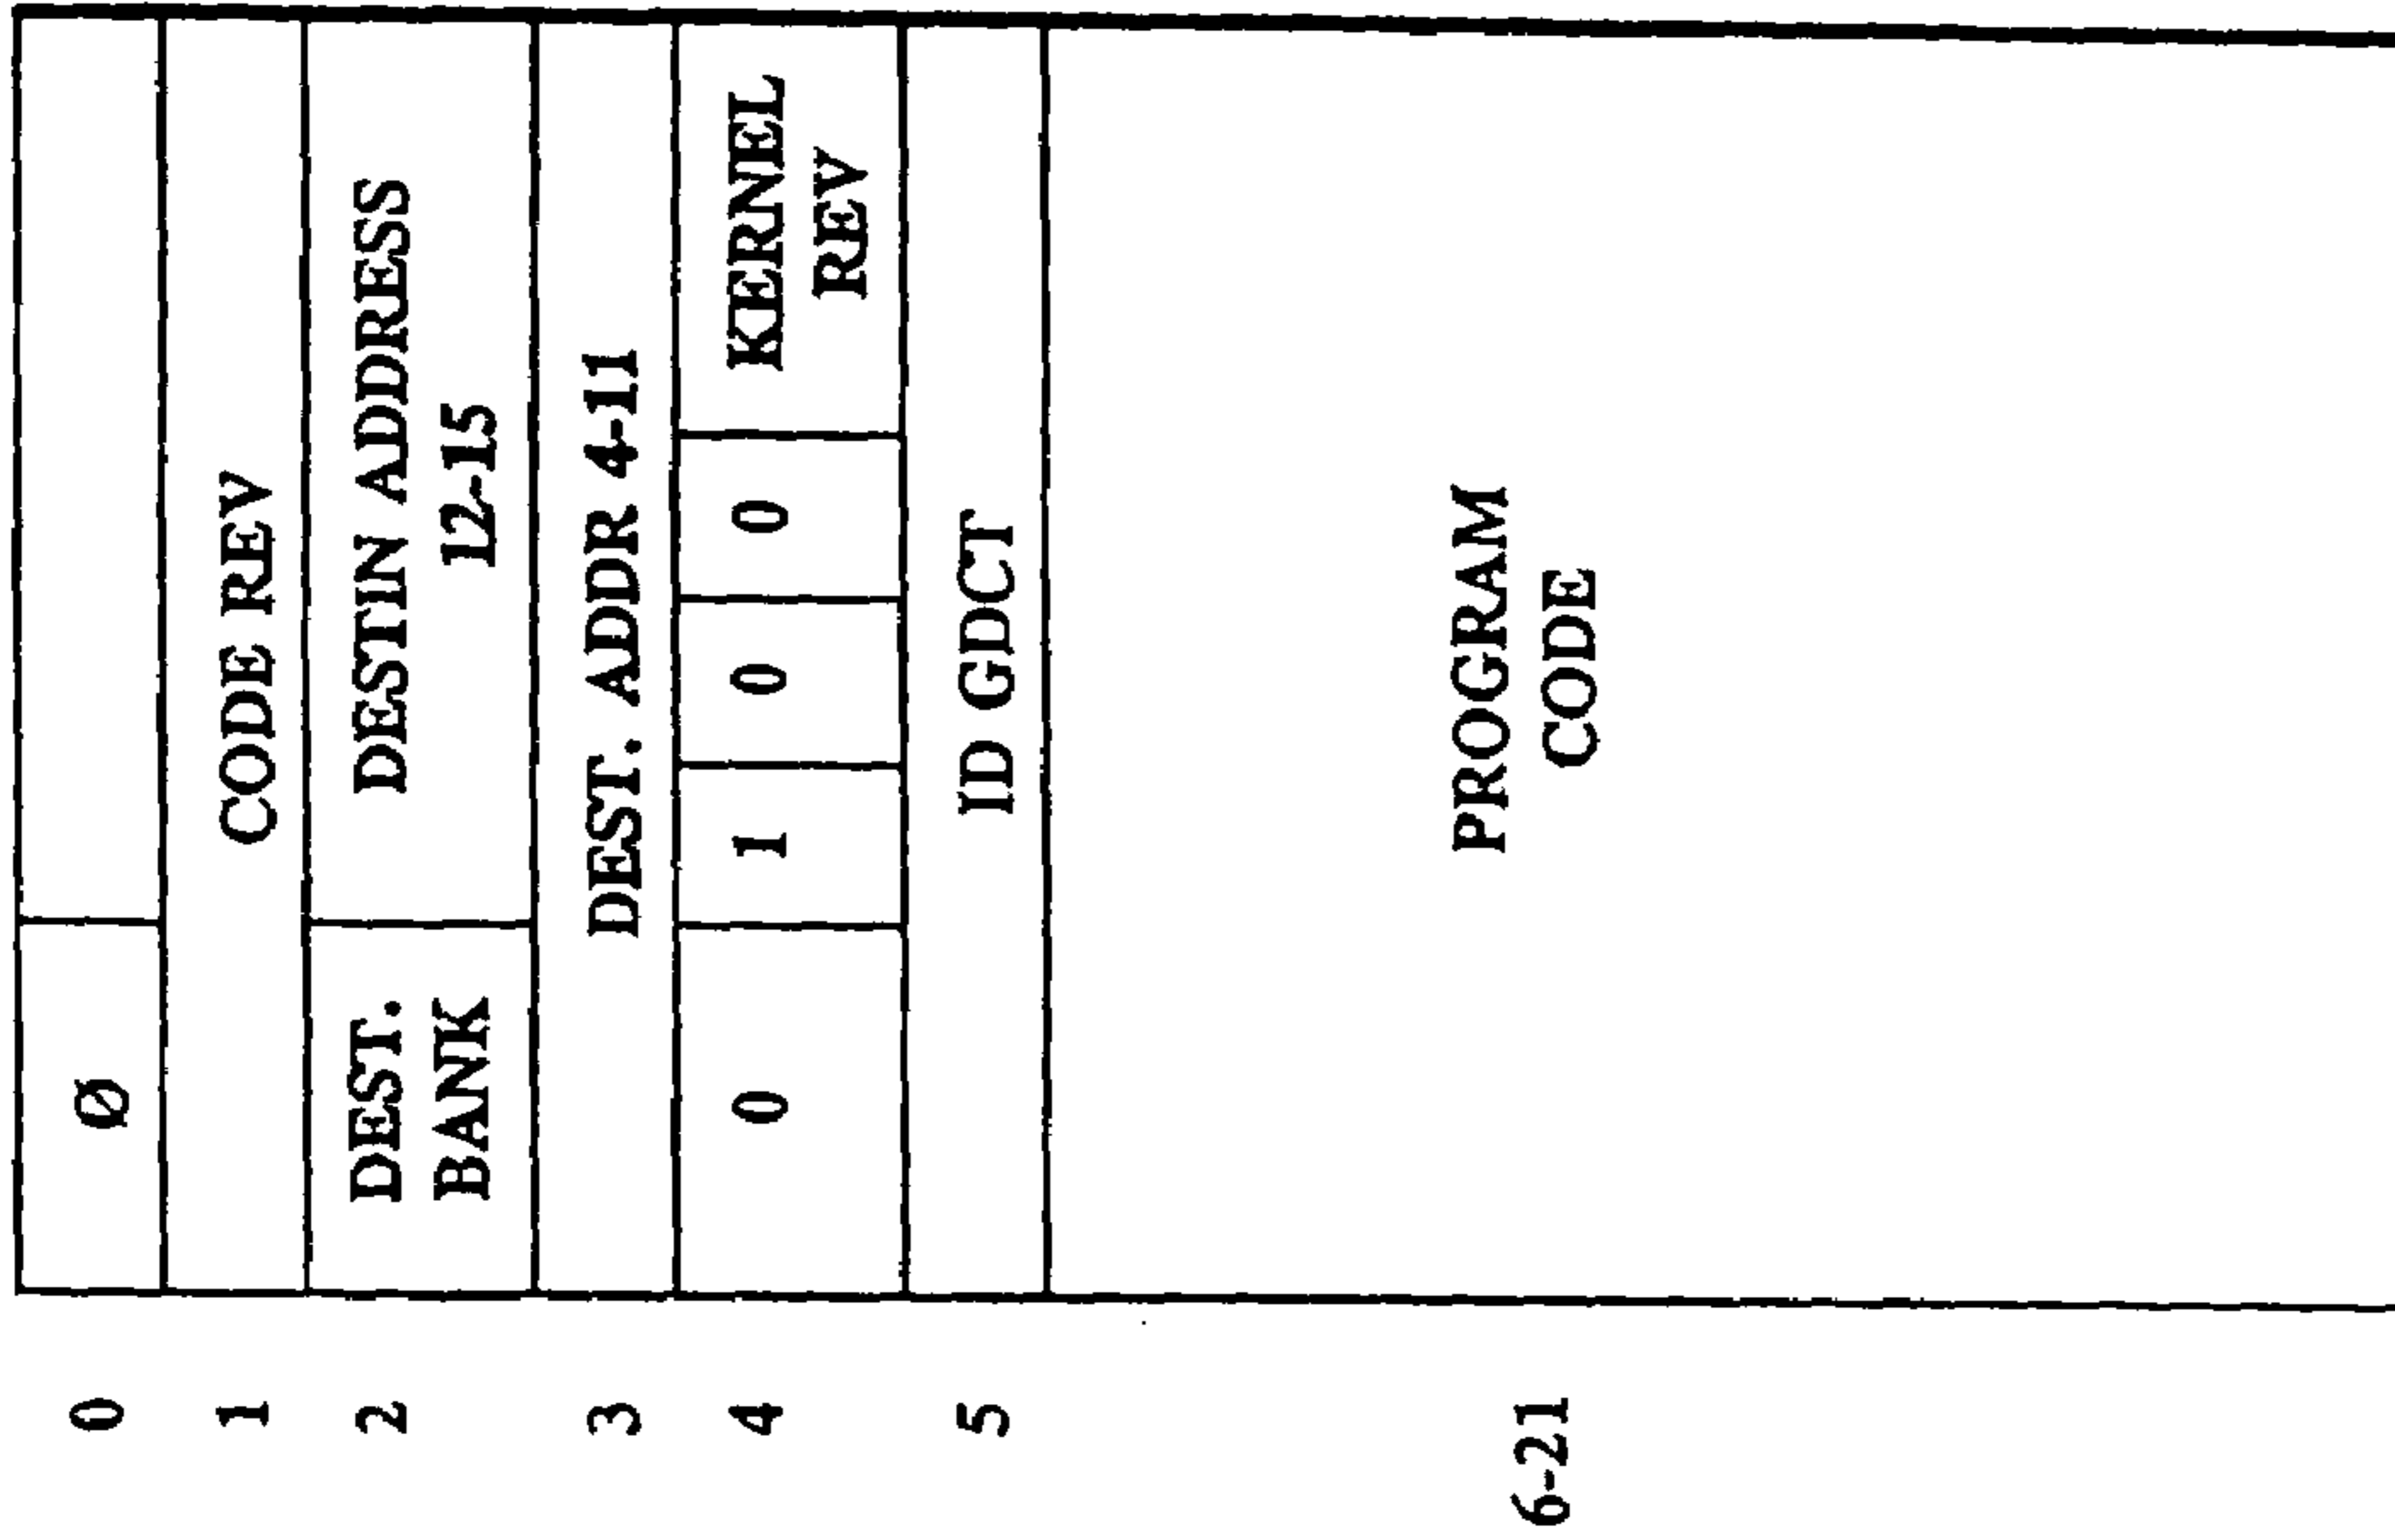 0 Ø
1 CODE REV
2 DEST. BANK DESTIN ADDRESS 12-15
3 DEST. ADDR 4-11
4 0 1 0 0 KERNEL REV
5 ID GDCT
6-21 PROGRAM
CODE